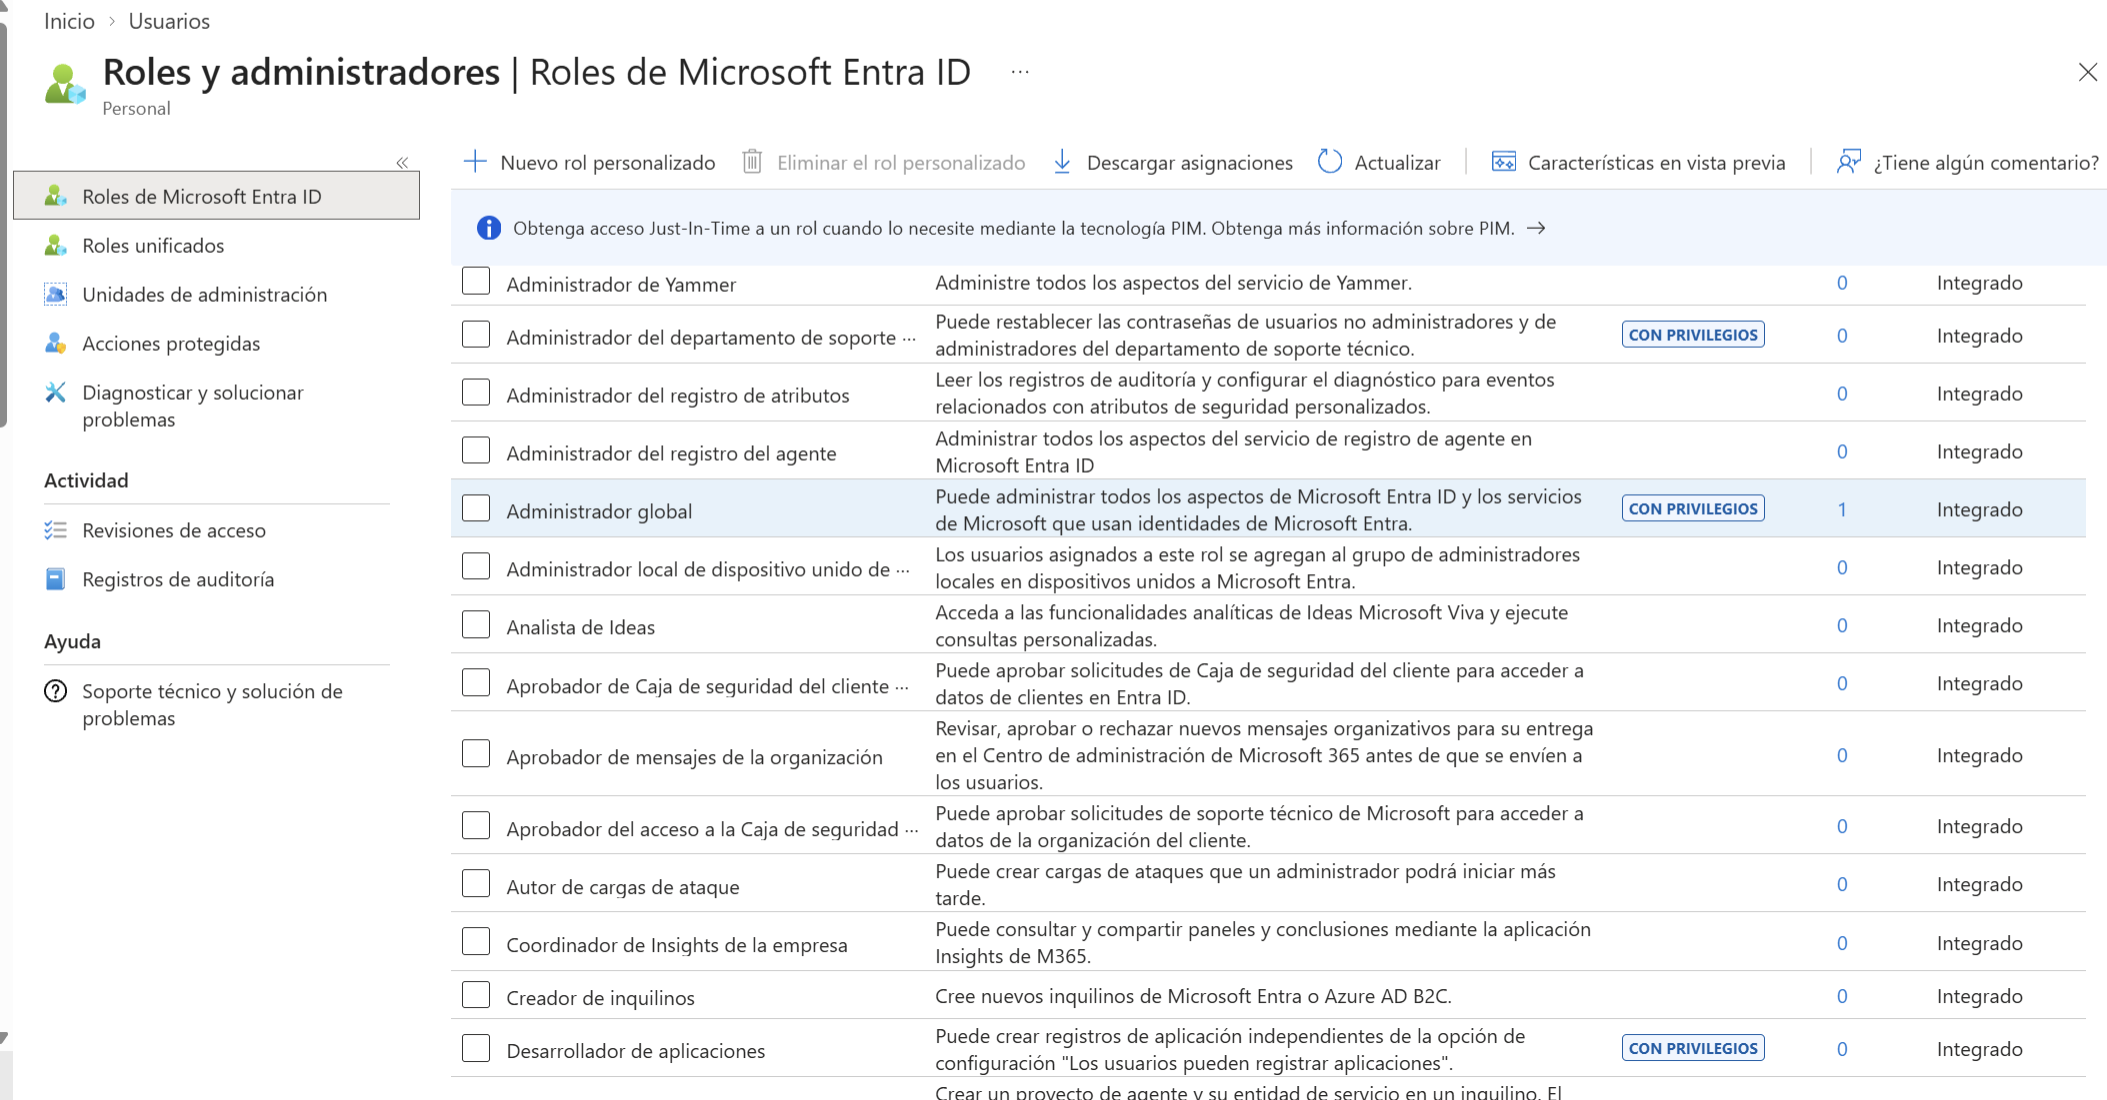 Inicio > Usuarios
Roles y administradores | Roles de Microsoft Entra ID ...
Personal
Roles de Microsoft Entra ID
Roles unificados
Unidades de administración
Acciones protegidas
Diagnosticar y solucionar
problemas
Actividad
Revisiones de acceso
Registros de auditoría
Ayuda
Soporte técnico y solución de
problemas
Nuevo rol personalizado Eliminar el rol personalizado Descargar asignaciones Actualizar Características en vista previa ¿Tiene algún comentario?
Obtenga acceso Just-In-Time a un rol cuando lo necesite mediante la tecnología PIM. Obtenga más información sobre PIM. →
Administrador de Yammer Administre todos los aspectos del servicio de Yammer. 0 Integrado
Administrador del departamento de soporte ... Puede restablecer las contraseñas de usuarios no administradores y de
administradores del departamento de soporte técnico. CON PRIVILEGIOS 0 Integrado
Administrador del registro de atributos Leer los registros de auditoría y configurar el diagnóstico para eventos
relacionados con atributos de seguridad personalizados. 0 Integrado
Administrador del registro del agente Administrar todos los aspectos del servicio de registro de agente en
Microsoft Entra ID 0 Integrado
Administrador global Puede administrar todos los aspectos de Microsoft Entra ID y los servicios
de Microsoft que usan identidades de Microsoft Entra. CON PRIVILEGIOS 1 Integrado
Administrador local de dispositivo unido de ... Los usuarios asignados a este rol se agregan al grupo de administradores
locales en dispositivos unidos a Microsoft Entra. 0 Integrado
Analista de Ideas Acceda a las funcionalidades analíticas de Ideas Microsoft Viva y ejecute
consultas personalizadas. 0 Integrado
Aprobador de Caja de seguridad del cliente ... Puede aprobar solicitudes de Caja de seguridad del cliente para acceder a
datos de clientes en Entra ID. 0 Integrado
Aprobador de mensajes de la organización Revisar, aprobar o rechazar nuevos mensajes organizativos para su entrega
en el Centro de administración de Microsoft 365 antes de que se envíen a
los usuarios. 0 Integrado
Aprobador del acceso a la Caja de seguridad ... Puede aprobar solicitudes de soporte técnico de Microsoft para acceder a
datos de la organización del cliente. 0 Integrado
Autor de cargas de ataque Puede crear cargas de ataques que un administrador podrá iniciar más
tarde. 0 Integrado
Coordinador de Insights de la empresa Puede consultar y compartir paneles y conclusiones mediante la aplicación
Insights de M365. 0 Integrado
Creador de inquilinos Cree nuevos inquilinos de Microsoft Entra o Azure AD B2C. 0 Integrado
Desarrollador de aplicaciones Puede crear registros de aplicación independientes de la opción de
configuración "Los usuarios pueden registrar aplicaciones". CON PRIVILEGIOS 0 Integrado
Crear un proyecto de agente y su entidad de servicio en un inquilino. El